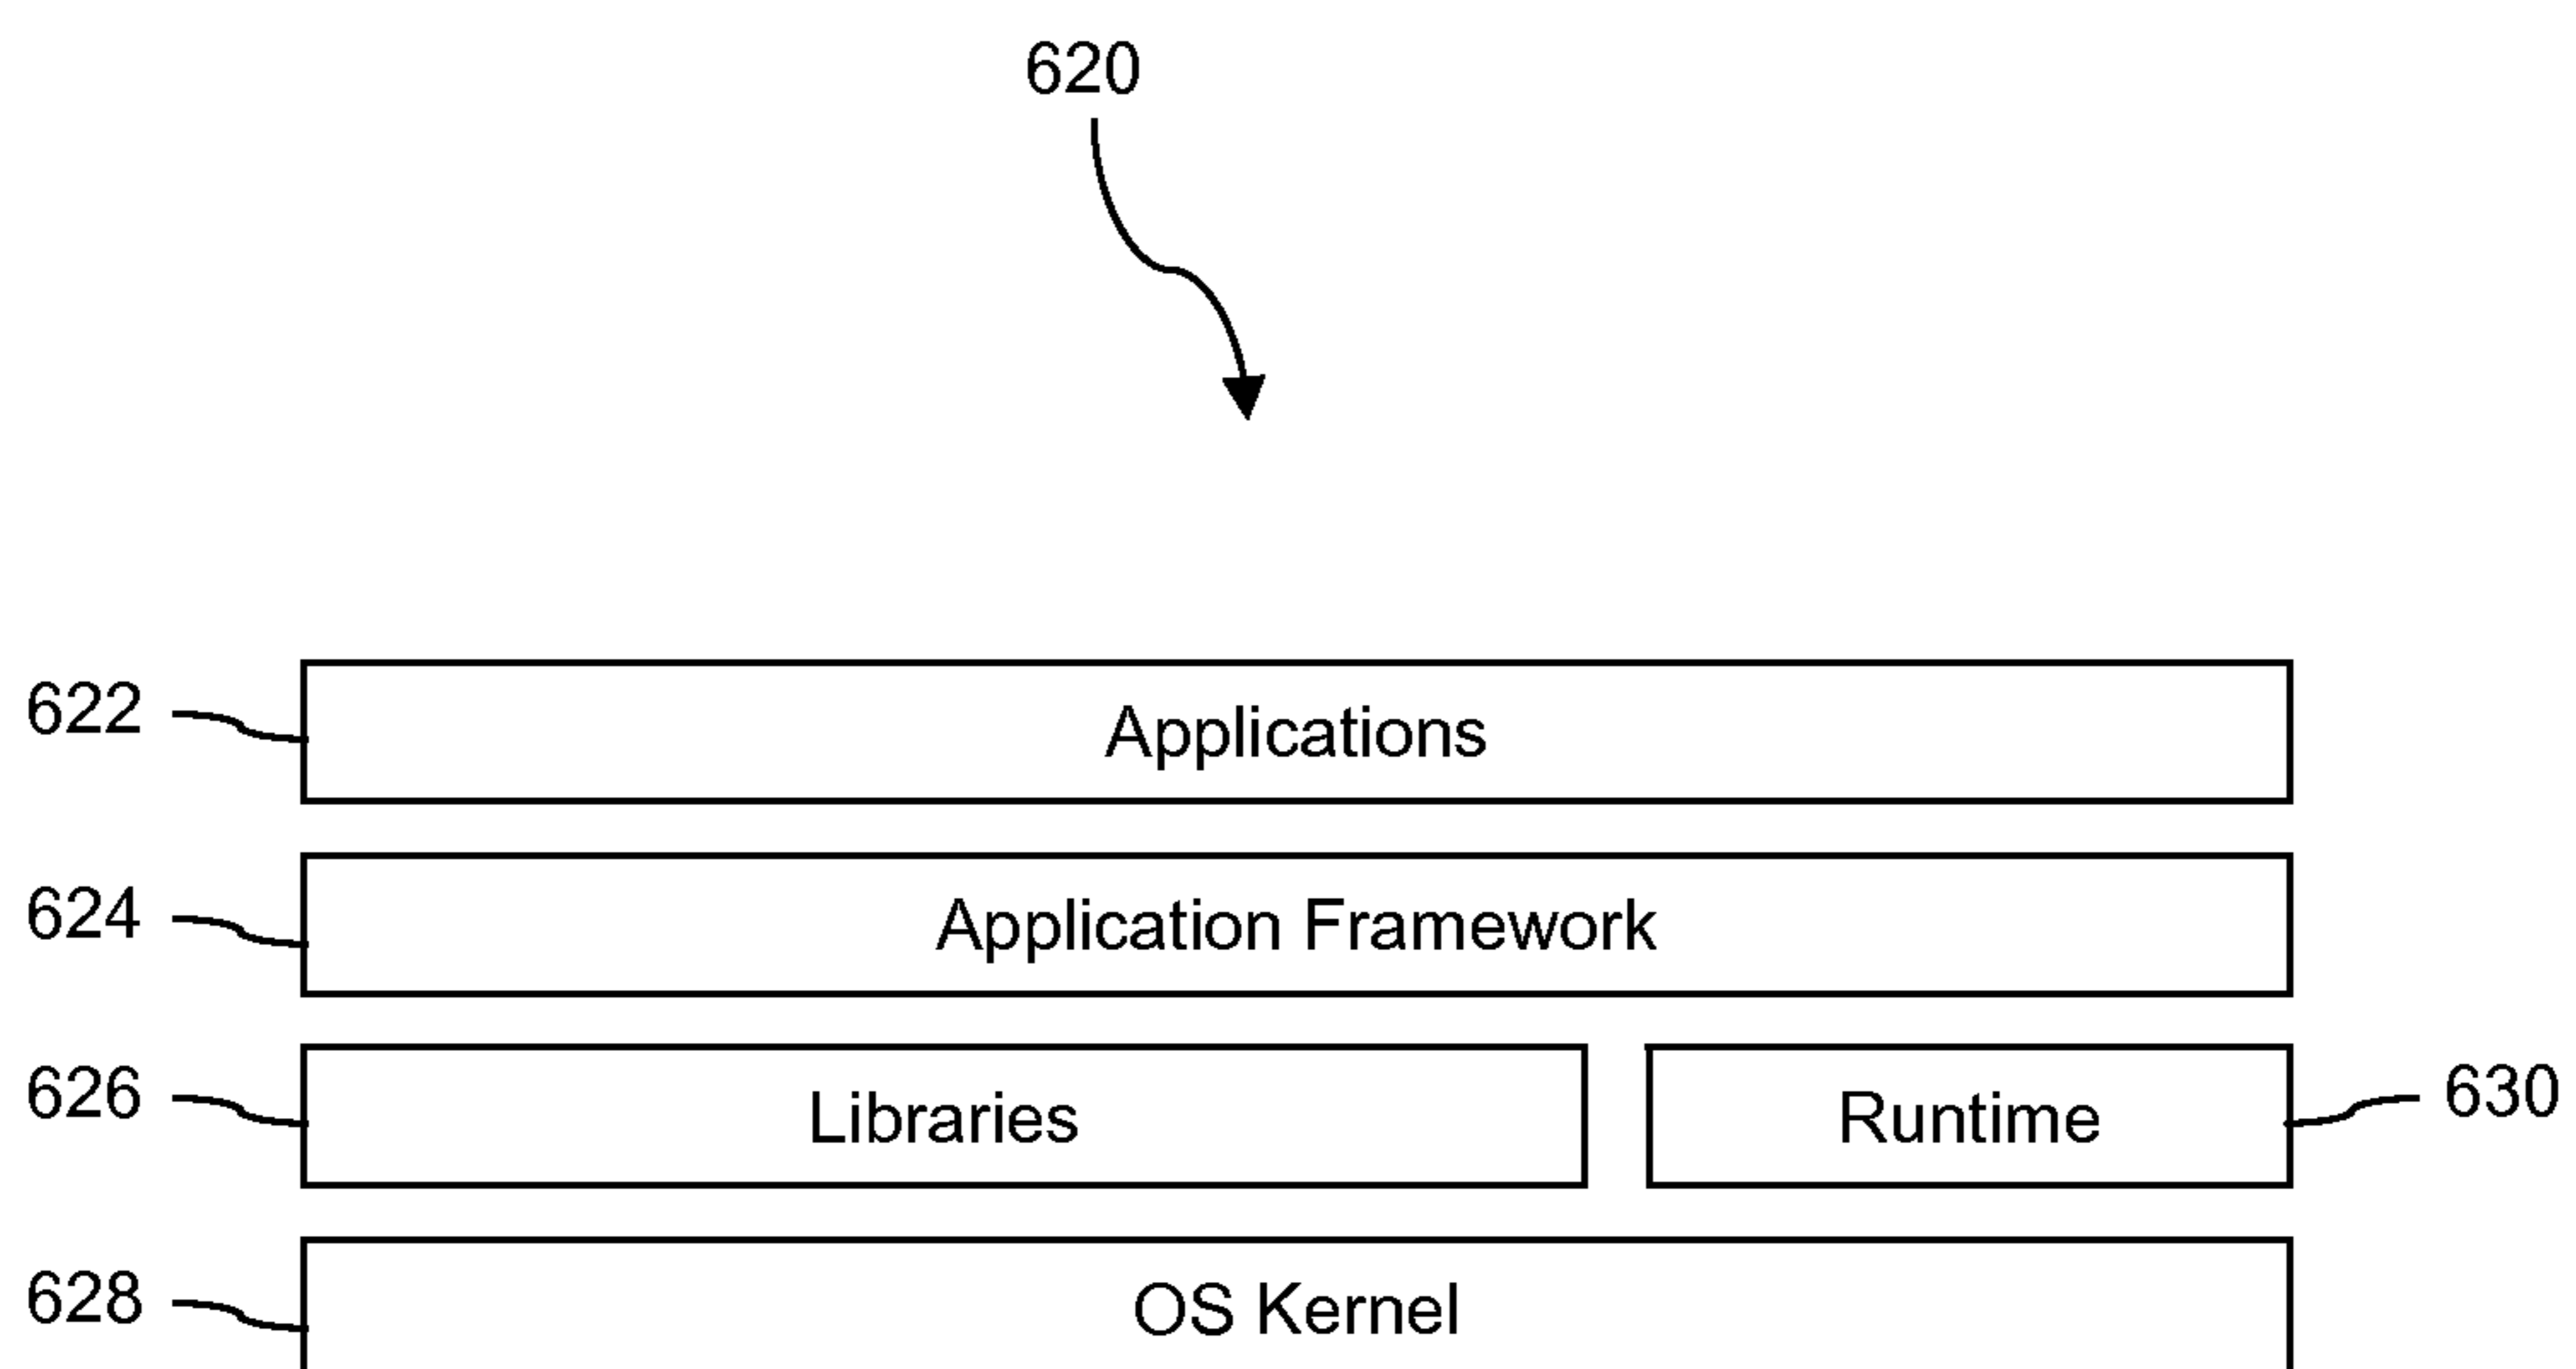 620
622
Applications
624
Application Framework
626
Libraries
Runtime
630
628
OS Kernel